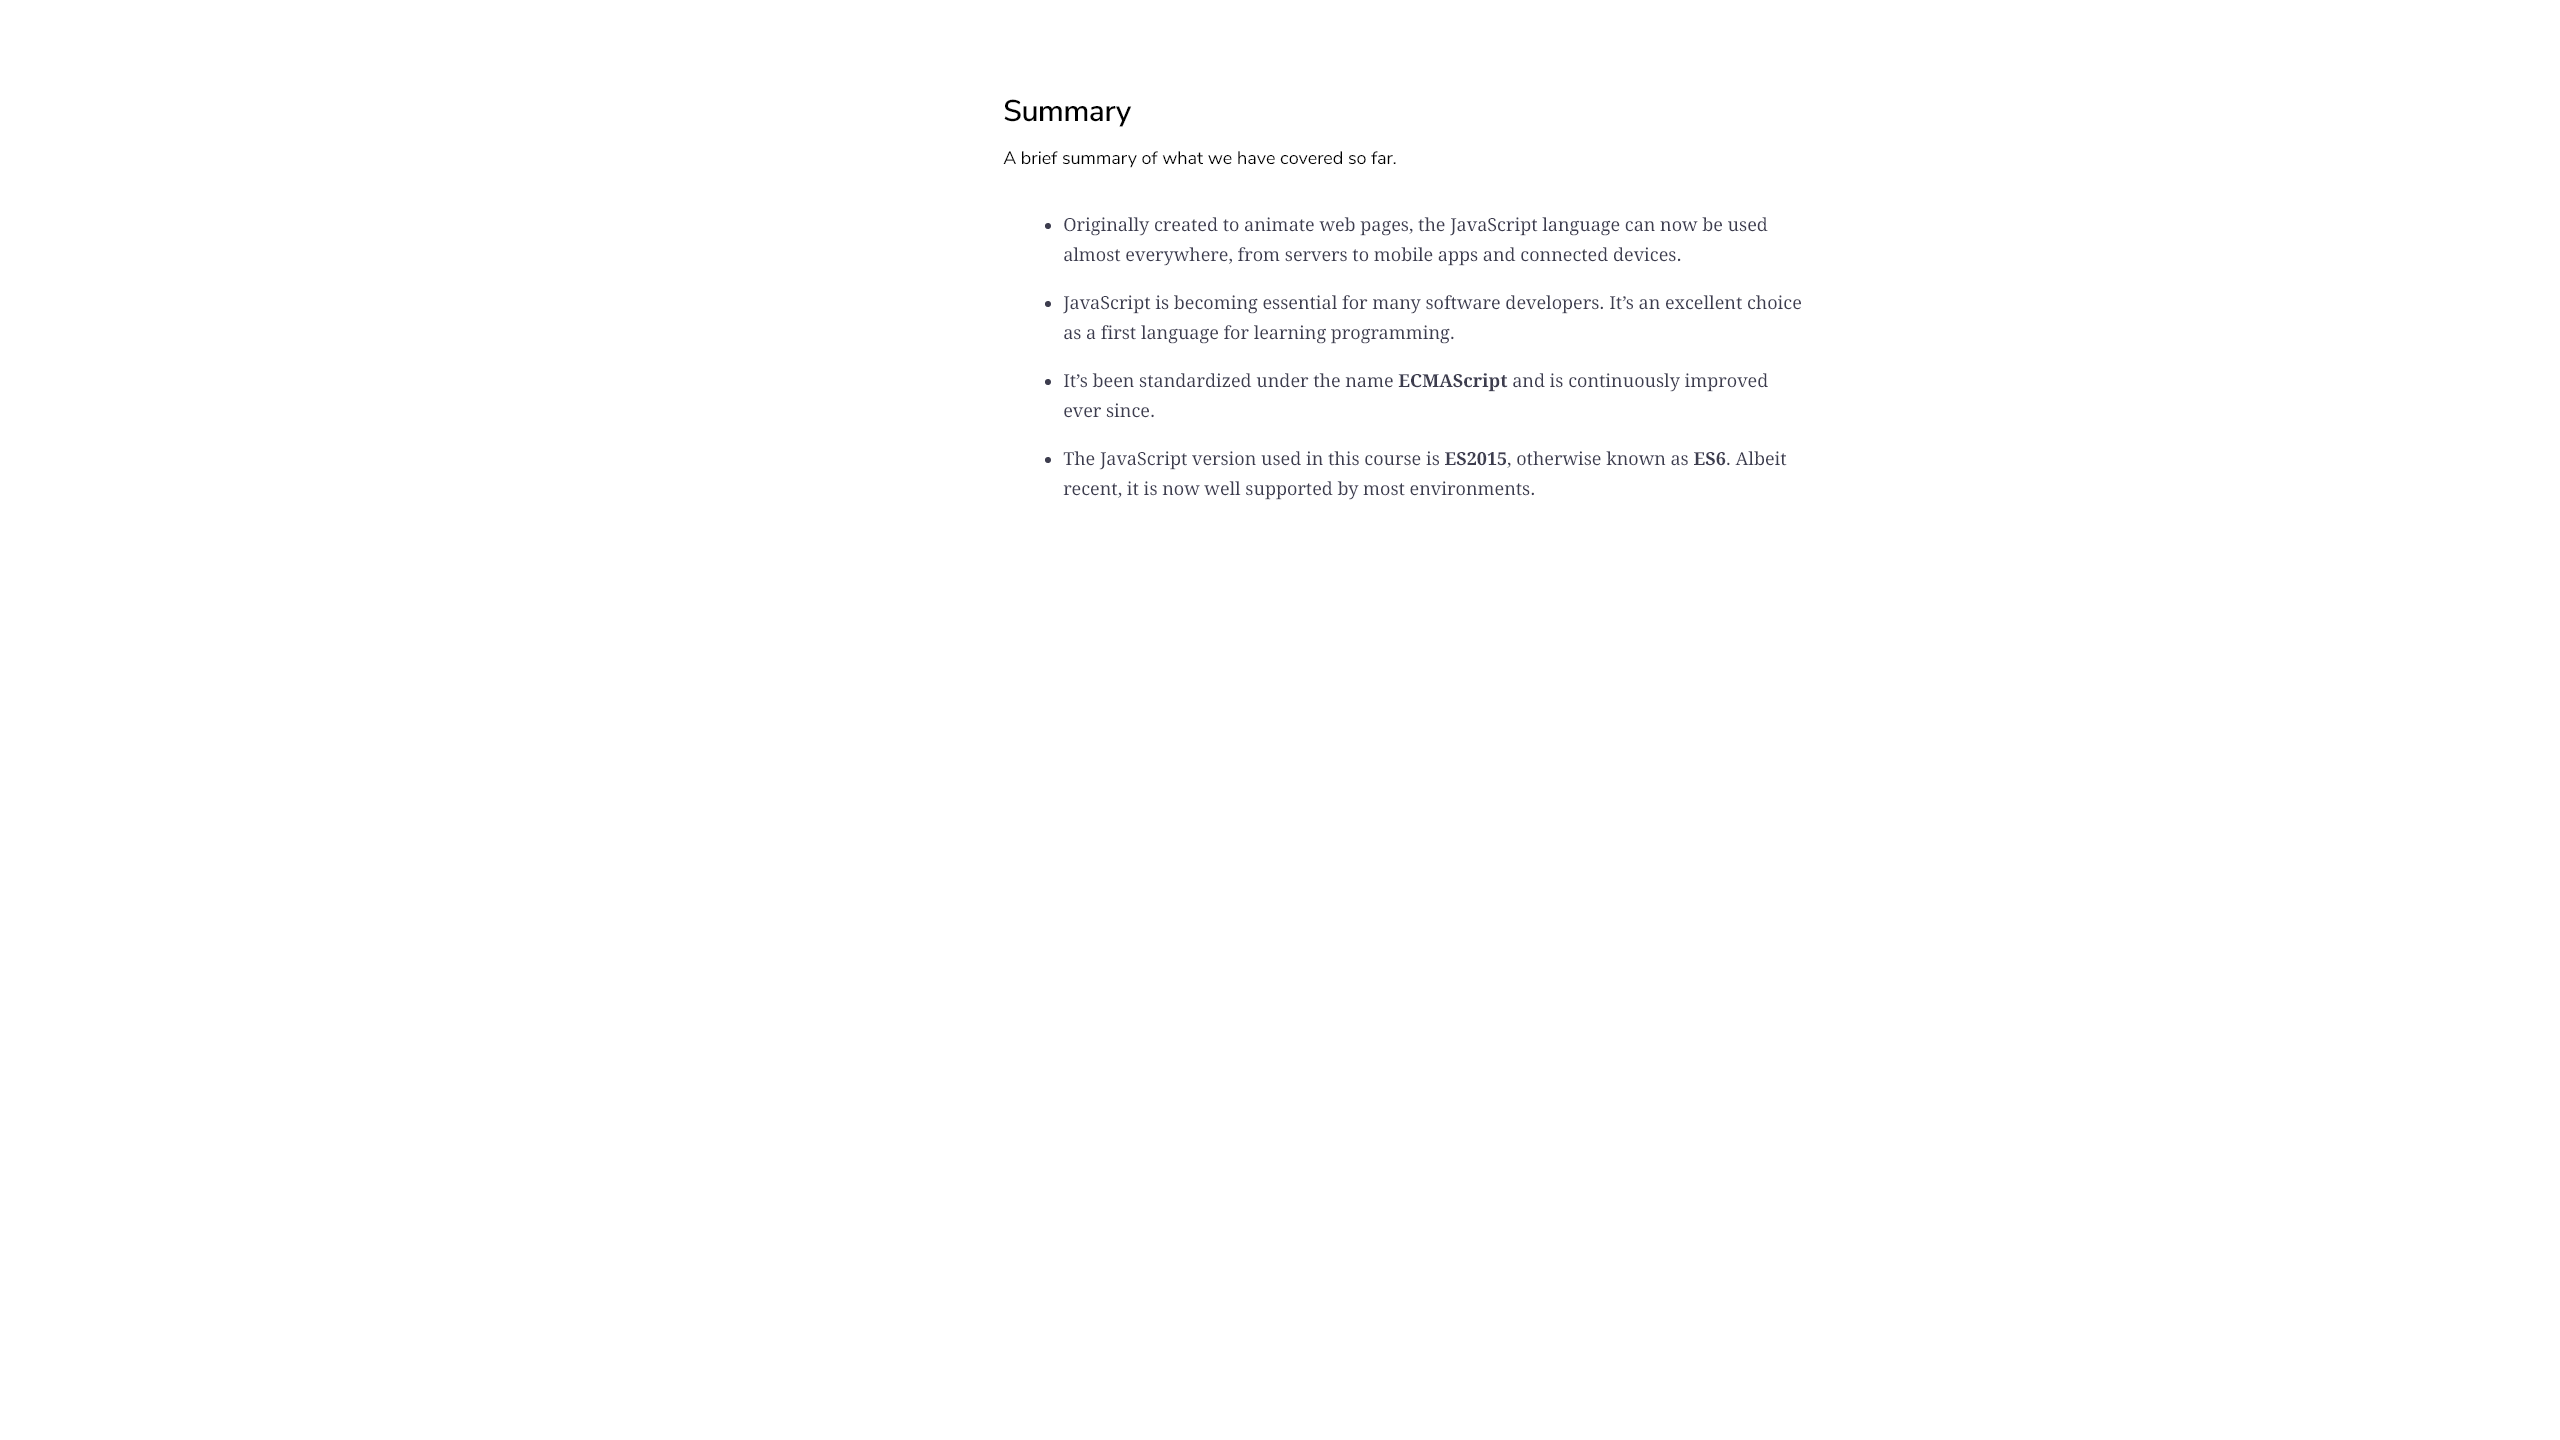 Summary
A brief summary of what we have covered so far.
• Originally created to animate web pages, the JavaScript language can now be used
almost everywhere, from servers to mobile apps and connected devices.
• JavaScript is becoming essential for many software developers. It’s an excellent choice
as a first language for learning programming.
• It’s been standardized under the name ECMAScript and is continuously improved
ever since.
• The JavaScript version used in this course is ES2015, otherwise known as ES6. Albeit
recent, it is now well supported by most environments.